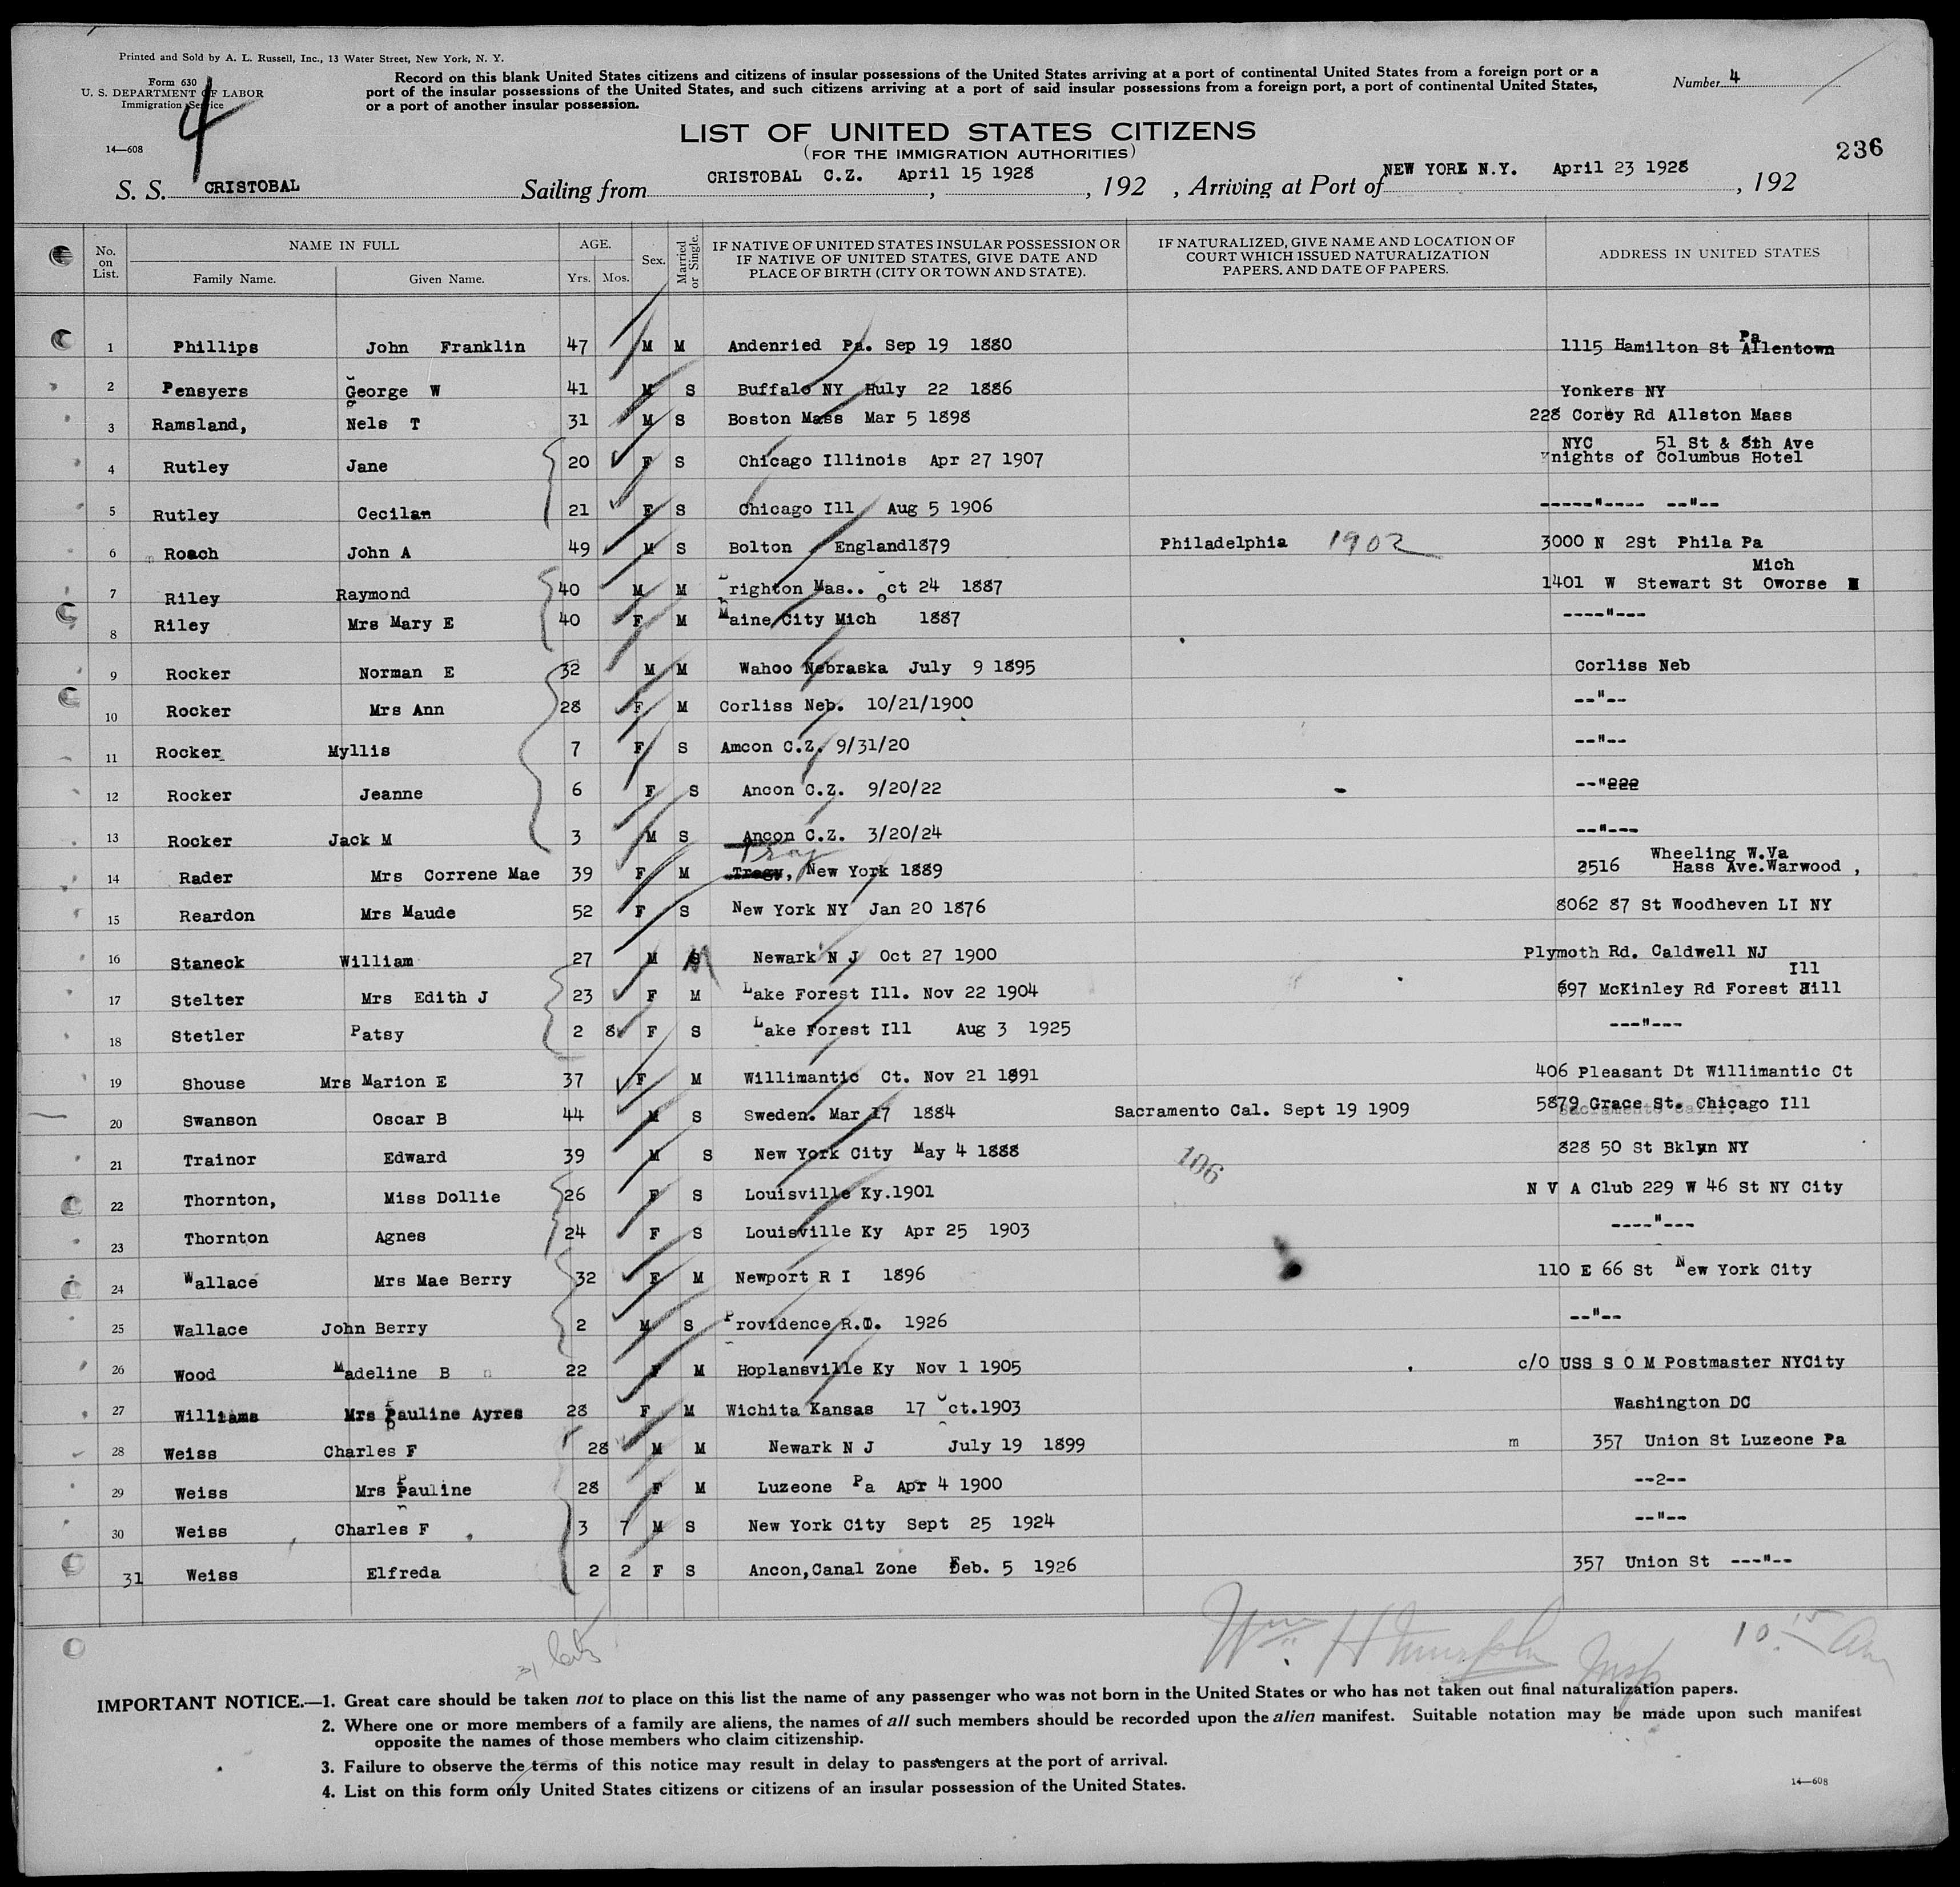 Printed and Sold by A. L. Russell, Inc., 13 Water Street, New York, N. Y.
Form 630
U. S. DEPARTMENT OF LABOR
Immigration Service
14—608
4
Record on this blank United States citizens and citizens of insular possessions of the United States arriving at a port of continental United States from a foreign port or a
port of the insular possessions of the United States, and such citizens arriving at a port of said insular possessions from a foreign port, a port of continental United States,
or a port of another insular possession.
Number 4
LIST OF UNITED STATES CITIZENS
(FOR THE IMMIGRATION AUTHORITIES)
236
S. S. CRISTOBAL Sailing from CRISTOBAL C.Z. April 15 1928 , , 192 , Arriving at Port of NEW YORK N.Y. April 23 1928 , 192
No. on List. NAME IN FULL Family Name. Given Name. AGE. Yrs. Mos. Sex. Married or Single. IF NATIVE OF UNITED STATES INSULAR POSSESSION OR IF NATIVE OF UNITED STATES, GIVE DATE AND PLACE OF BIRTH (CITY OR TOWN AND STATE). IF NATURALIZED, GIVE NAME AND LOCATION OF COURT WHICH ISSUED NATURALIZATION PAPERS. AND DATE OF PAPERS. ADDRESS IN UNITED STATES
1 Phillips John Franklin 47 M M Andenried Pa. Sep 19 1880 1115 Hamilton St Allentown Pa
2 Pensyers George W 41 M S Buffalo NY Huly 22 1886 Yonkers NY
3 Ramsland, Nels T 31 M S Boston Mass Mar 5 1898 228 Corey Rd Allston Mass
4 Rutley Jane 20 F S Chicago Illinois Apr 27 1907 NYC 51 St & 8th Ave
Knights of Columbus Hotel
5 Rutley Cecilan 21 F S Chicago Ill Aug 5 1906 -----"---- --"--
6 Roach John A 49 M S Bolton England1879 Philadelphia 1902 3000 N 2St Phila Pa
7 Riley Raymond 40 M M Brighton Mas.. Oct 24 1887 1401 W Stewart St Oworse Mich
8 Riley Mrs Mary E 40 F M Maine City Mich 1887 ----"---
9 Rocker Norman E 32 M M Wahoo Nebraska July 9 1895 Corliss Neb
10 Rocker Mrs Ann 28 F M Corliss Neb. 10/21/1900 --"--
11 Rocker Myllis 7 F S Amcon C.Z. 9/31/20 --"--
12 Rocker Jeanne 6 F S Ancon C.Z. 9/20/22 --"222
13 Rocker Jack M 3 M S Ancon C.Z. 3/20/24 --"---
14 Rader Mrs Correne Mae 39 F M Troy Tregy, New York 1889 Wheeling W.Va
2516 Hass Ave.Warwood ,
15 Reardon Mrs Maude 52 F S New York NY Jan 20 1876 8062 87 St Woodheven LI NY
16 Staneck William 27 M M Newark N J Oct 27 1900 Plymoth Rd. Caldwell NJ
17 Stelter Mrs Edith J 23 F M Lake Forest Ill. Nov 22 1904 697 McKinley Rd Forest Hill Ill
18 Stetler Patsy 2 8 F S Lake Forest Ill Aug 3 1925 ---"---
19 Shouse Mrs Marion E 37 F M Willimantic Ct. Nov 21 1891 406 Pleasant Dt Willimantic Ct
20 Swanson Oscar B 44 M S Sweden. Mar 17 1884 Sacramento Cal. Sept 19 1909 5879 Grace St. Chicago Ill
21 Trainor Edward 39 M S New York City May 4 1888 106 828 50 St Bklyn NY
22 Thornton, Miss Dollie 26 F S Louisville Ky.1901 N V A Club 229 W 46 St NY City
23 Thornton Agnes 24 F S Louisville Ky Apr 25 1903 ----"---
24 Wallace Mrs Mae Berry 32 F M Newport R I 1896 110 E 66 St New York City
25 Wallace John Berry 2 M S Providence R.I. 1926 --"--
26 Wood Madeline B 22 F M Hoplansville Ky Nov 1 1905 c/O USS S O M Postmaster NYCity
27 Williams Mrs Pauline Ayres 28 F M Wichita Kansas 17 Oct.1903 Washington DC
28 Weiss Charles F 28 M M Newark N J July 19 1899 m 357 Union St Luzeone Pa
29 Weiss Mrs Pauline 28 F M Luzeone Pa Apr 4 1900 --2--
30 Weiss Charles F 3 7 M S New York City Sept 25 1924 --"--
31 Weiss Elfreda 2 2 F S Ancon,Canal Zone Feb. 5 1926 357 Union St ---"--
Wm. H Murphy Insp 10.15 Am
IMPORTANT NOTICE.—1. Great care should be taken not to place on this list the name of any passenger who was not born in the United States or who has not taken out final naturalization papers.
2. Where one or more members of a family are aliens, the names of all such members should be recorded upon the alien manifest. Suitable notation may be made upon such manifest
opposite the names of those members who claim citizenship.
3. Failure to observe the terms of this notice may result in delay to passengers at the port of arrival.
4. List on this form only United States citizens or citizens of an insular possession of the United States.
14—608